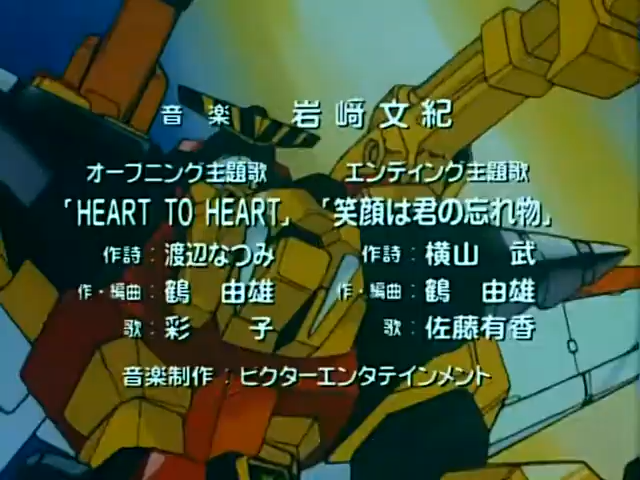 音楽 岩﨑文紀
オープニング主題歌
「HEART TO HEART」
作詩：渡辺なつみ
作・編曲：鶴 由雄
歌：彩 子
エンディング主題歌
「笑顔は君の忘れ物」
作詩：横山 武
作・編曲：鶴 由雄
歌：佐藤有香
音楽制作：ビクターエンタテインメント